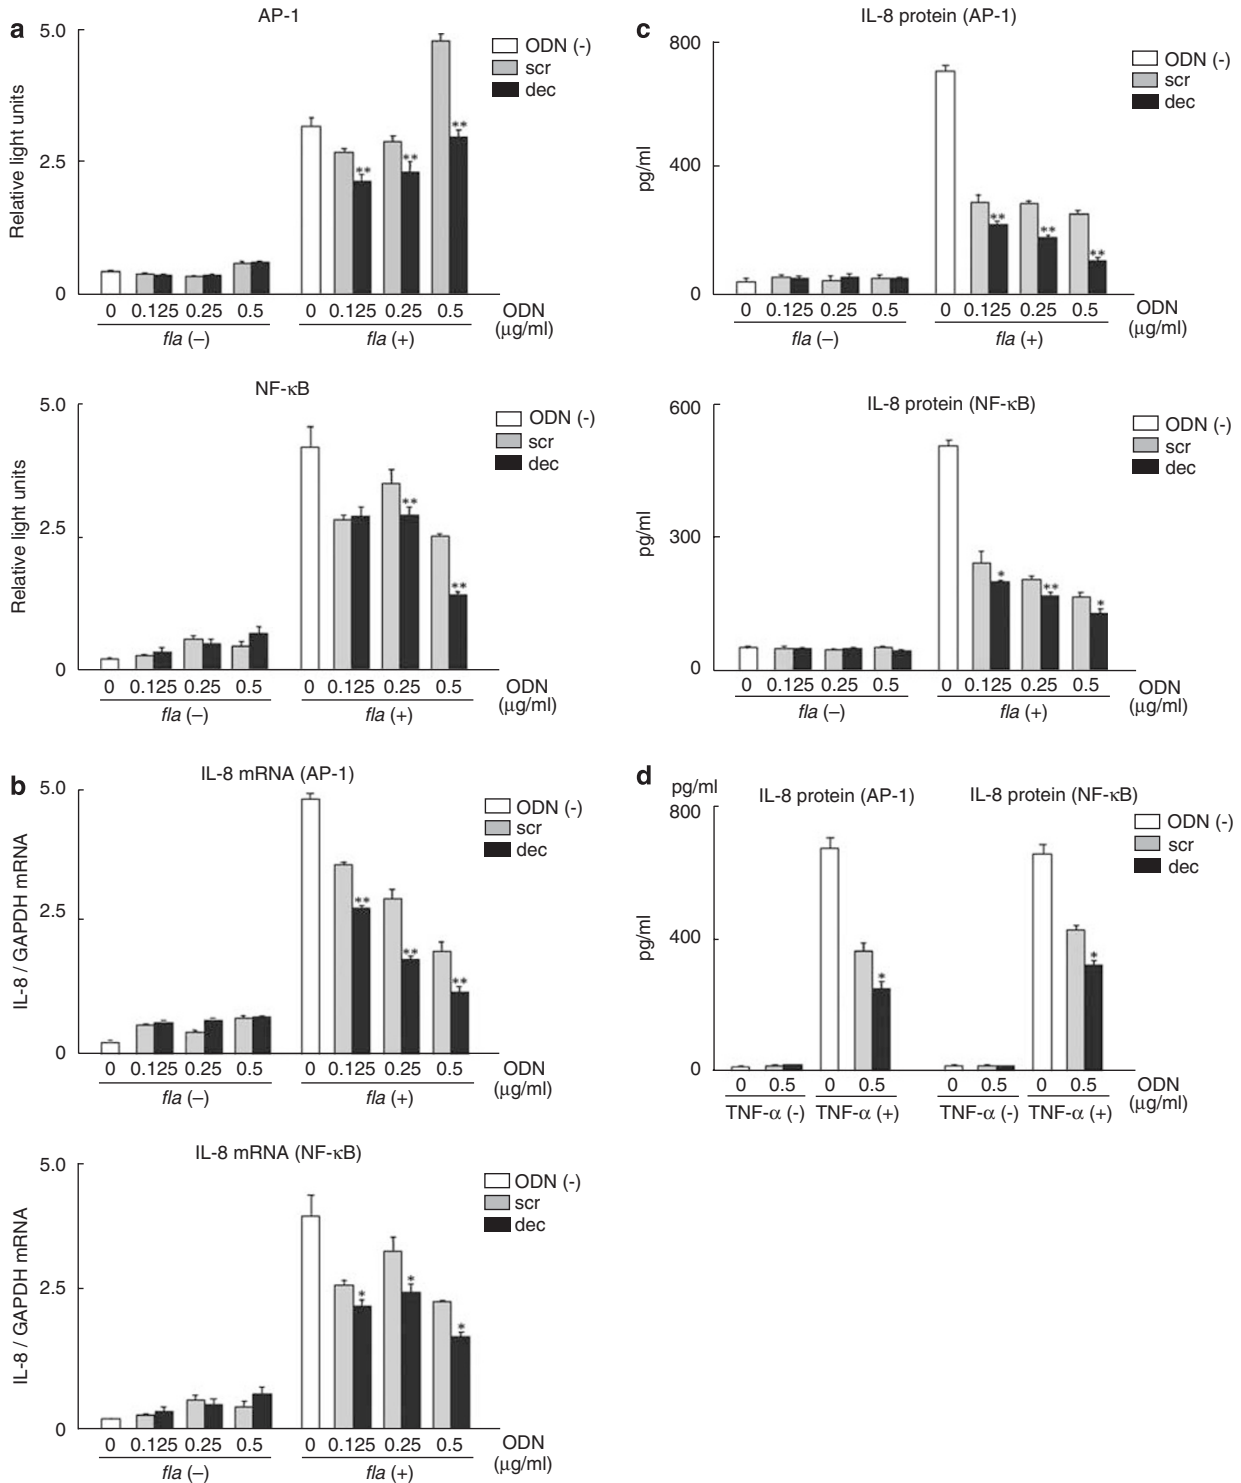 a
AP-1
5.0
2.5
0
Relative light units
ODN (-)
scr
dec
** ** **
0 0.125 0.25 0.5 0 0.125 0.25 0.5 ODN
(μg/ml)
fla (–) fla (+)
NF-κB
5.0
2.5
0
Relative light units
ODN (-)
scr
dec
** **
0 0.125 0.25 0.5 0 0.125 0.25 0.5 ODN
(μg/ml)
fla (–) fla (+)
b
IL-8 mRNA (AP-1)
5.0
2.5
0
IL-8 / GAPDH mRNA
ODN (-)
scr
dec
** ** **
0 0.125 0.25 0.5 0 0.125 0.25 0.5 ODN
(μg/ml)
fla (–) fla (+)
IL-8 mRNA (NF-κB)
5.0
2.5
0
IL-8 / GAPDH mRNA
ODN (-)
scr
dec
* * *
0 0.125 0.25 0.5 0 0.125 0.25 0.5 ODN
(μg/ml)
fla (–) fla (+)
c
IL-8 protein (AP-1)
800
400
0
pg/ml
ODN (-)
scr
dec
** ** **
0 0.125 0.25 0.5 0 0.125 0.25 0.5 ODN
(μg/ml)
fla (–) fla (+)
IL-8 protein (NF-κB)
600
300
0
pg/ml
ODN (-)
scr
dec
* ** *
0 0.125 0.25 0.5 0 0.125 0.25 0.5 ODN
(μg/ml)
fla (–) fla (+)
d
pg/ml
IL-8 protein (AP-1) IL-8 protein (NF-κB)
800
400
0
pg/ml
ODN (-)
scr
dec
* *
0 0.5 0 0.5 0 0.5 0 0.5 ODN
(μg/ml)
TNF-α (-) TNF-α (+) TNF-α (-) TNF-α (+)